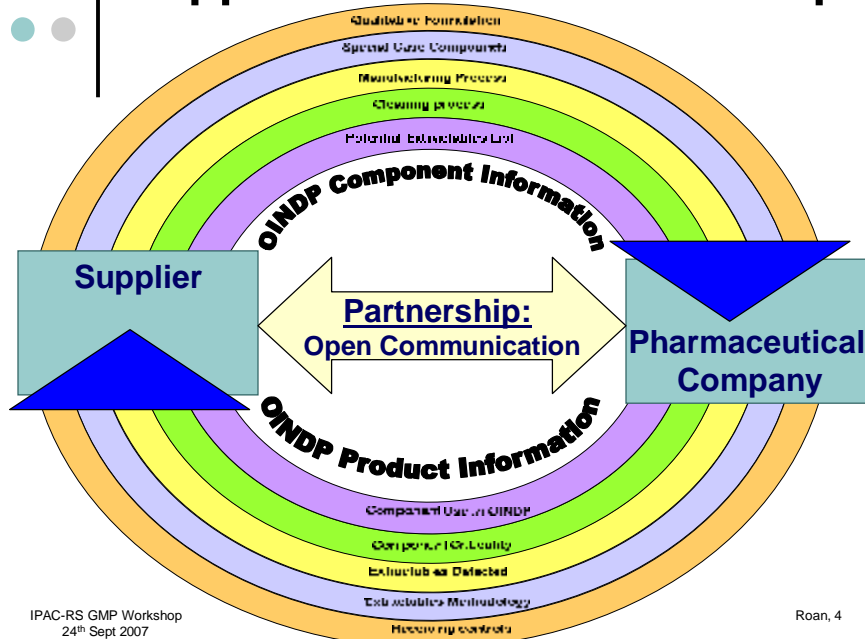 Qualitative Formulation
Special Case Compounds
Manufacturing Process
Cleaning process
Potential Extractables List
OINDP Component Information
Supplier
Partnership:
Open Communication
Pharmaceutical
Company
OINDP Product Information
Component Use in OINDP
Component Criticality
Extractables Detected
Extractables Methodology
Receiving controls
IPAC-RS GMP Workshop
24th Sept 2007
Roan, 4